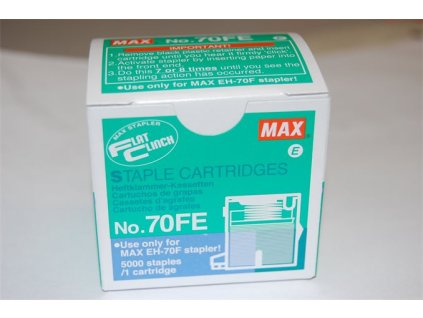 MAX No.70FE
IMPORTANT!
1. Remove black plastic retainer and insert
cartridge until you hear it firmly "click".
2. Activate stapler by inserting paper into
the front end.
3. Do this 7 or 8 times until you see the
stapling action has occurred.
•Use only for MAX EH-70F stapler!
MAX STAPLER
FLAT
CLINCH
MAX
E
STAPLE CARTRIDGES
Heftklammer-Kassetten
Cartuchos de grapas
Cassettes d'agrafes
Cartucho de agrafes
No.70FE
•Use only for
MAX EH-70F stapler!
5000 staples
/1 cartridge